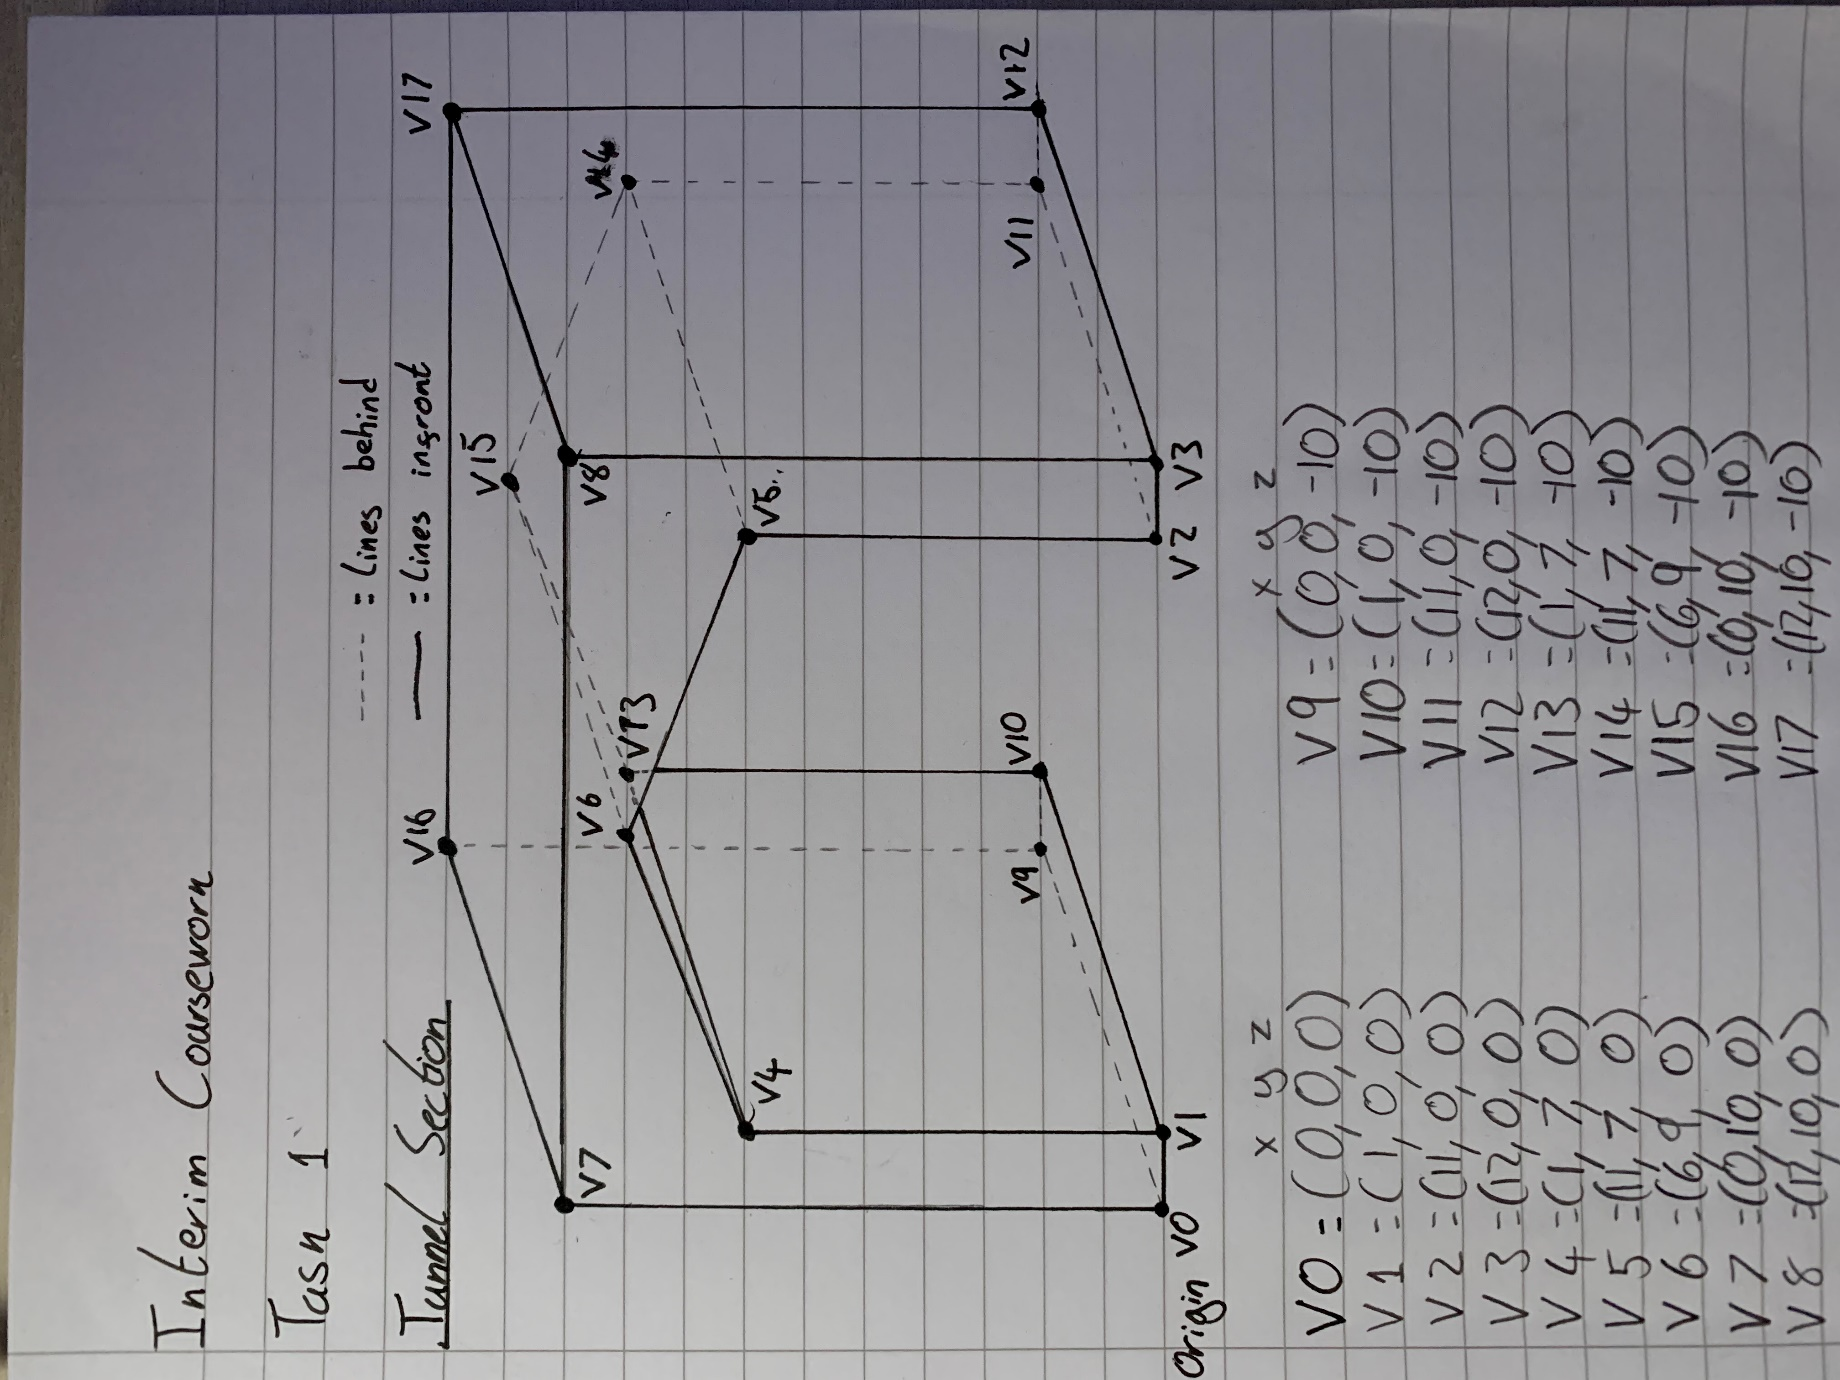 Interim Coursework
Task 1
---- = lines behind
Tunnel Section
— = lines infront
V16
V17
V15
V7
V6
V8
V14
V13
V4
V5
V9
V10
V11
V12
Origin V0
V1
V2
V3
x y z
V0 = (0,0,0)
V1 = (1,0,0)
V2 = (11,0,0)
V3 = (12,0,0)
V4 = (1,7,0)
V5 = (11,7,0)
V6 = (6,9,0)
V7 = (0,10,0)
V8 = (12,10,0)
x y z
V9 = (0,0,-10)
V10 = (1,0,-10)
V11 = (11,0,-10)
V12 = (12,0,-10)
V13 = (1,7,-10)
V14 = (11,7,-10)
V15 = (6,9,-10)
V16 = (0,10,-10)
V17 = (12,10,-10)